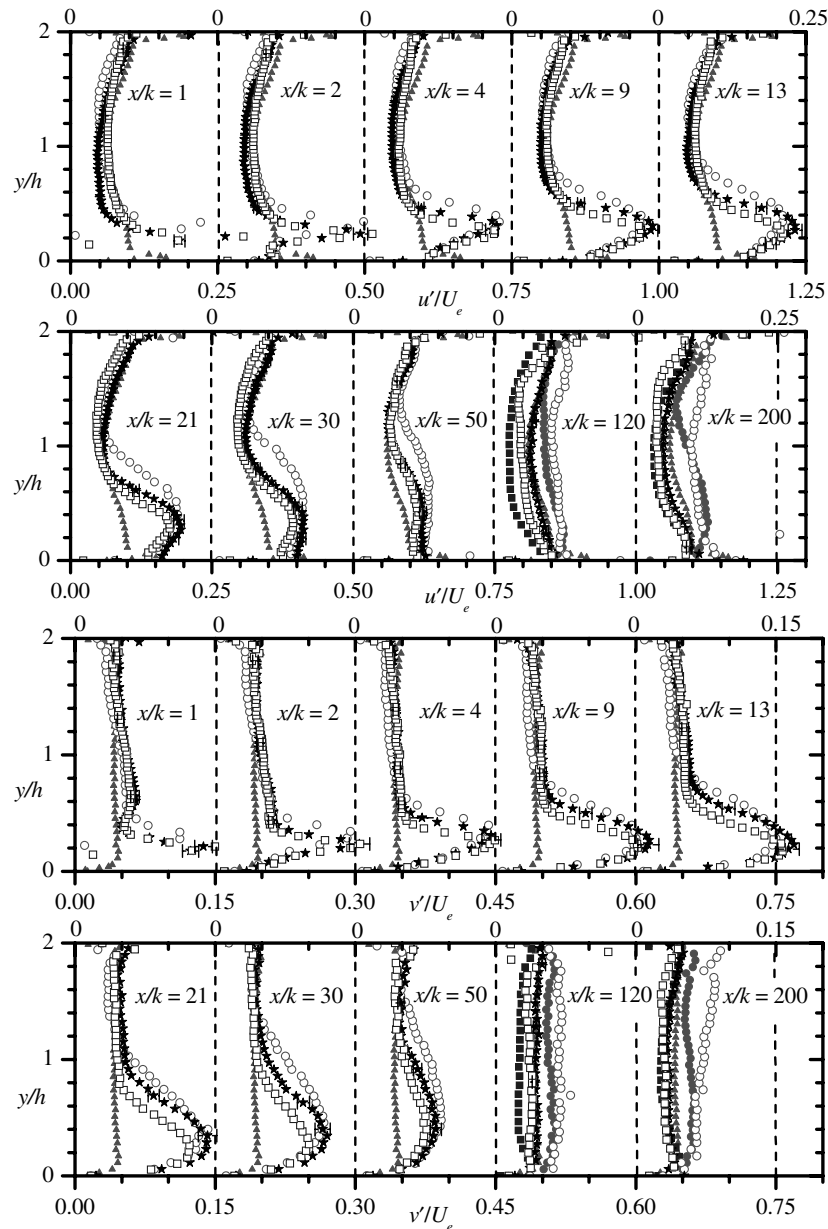 0 0 0 0 0 0.25
2
x/k = 1 x/k = 2 x/k = 4 x/k = 9 x/k = 13
1
y/h
0
0.00 0.25 0.50 0.75 1.00 1.25
u′/Ue
0 0 0 0 0 0.25
2
x/k = 21 x/k = 30 x/k = 50 x/k = 120 x/k = 200
1
y/h
0
0.00 0.25 0.50 0.75 1.00 1.25
u′/Ue
0 0 0 0 0 0.15
2
x/k = 1 x/k = 2 x/k = 4 x/k = 9 x/k = 13
1
y/h
0
0.00 0.15 0.30 0.45 0.60 0.75
v′/Ue
0 0 0 0 0 0.15
2
x/k = 21 x/k = 30 x/k = 50 x/k = 120 x/k = 200
1
y/h
0
0.00 0.15 0.30 0.45 0.60 0.75
v′/Ue